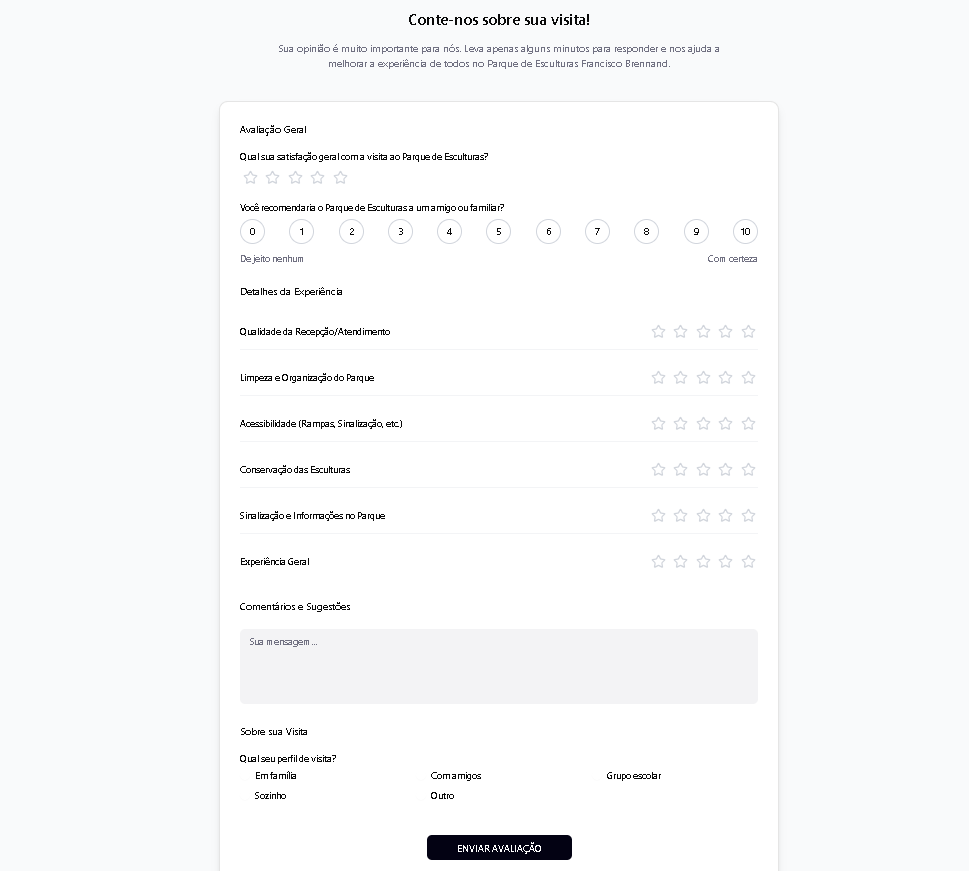 Conte-nos sobre sua visita!
Sua opinião é muito importante para nós. Leva apenas alguns minutos para responder e nos ajuda a
melhorar a experiência de todos no Parque de Esculturas Francisco Brennand.
Avaliação Geral
Qual sua satisfação geral com a visita ao Parque de Esculturas?
Você recomendaria o Parque de Esculturas a um amigo ou familiar?
0 1 2 3 4 5 6 7 8 9 10
De jeito nenhum Com certeza
Detalhes da Experiência
Qualidade da Recepção/Atendimento
Limpeza e Organização do Parque
Acessibilidade (Rampas, Sinalização, etc.)
Conservação das Esculturas
Sinalização e Informações no Parque
Experiência Geral
Comentários e Sugestões
Sua mensagem...
Sobre sua Visita
Qual seu perfil de visita?
Em família Com amigos Grupo escolar
Sozinho Outro
ENVIAR AVALIAÇÃO